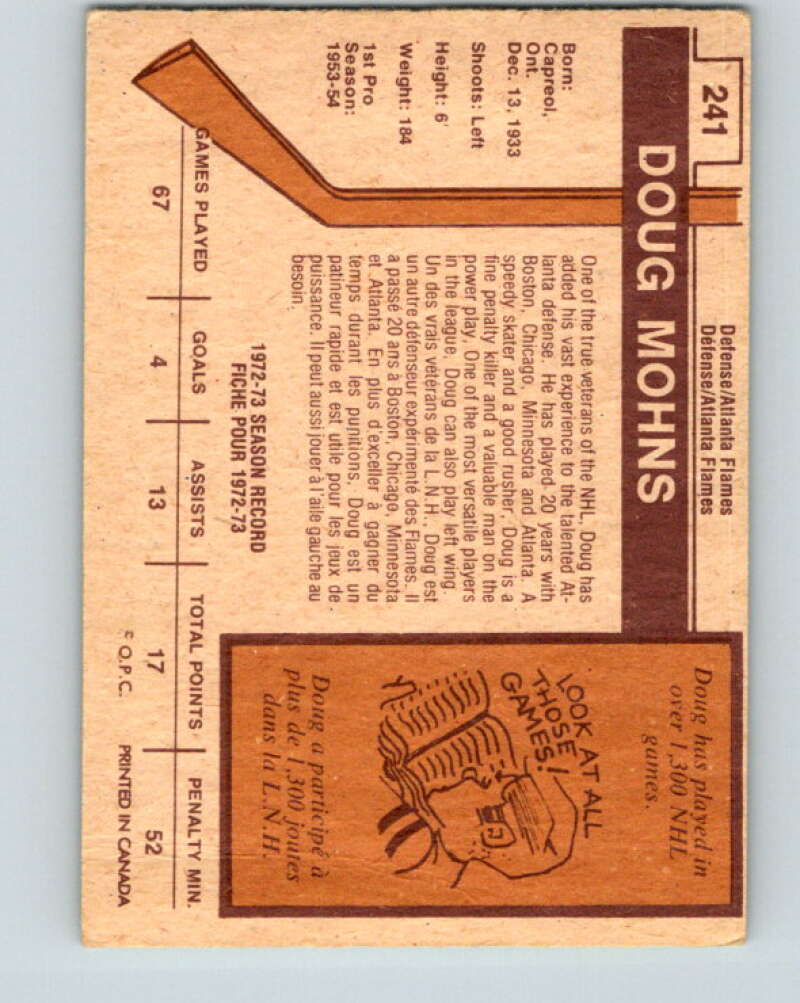 241
Defense/Atlanta Flames
Défense/Atlanta Flames
DOUG MOHNS
Born:
Capreol,
Ont.
Dec. 13, 1933
Shoots: Left
Height: 6'
Weight: 184
1st Pro
Season:
1953-54
One of the true veterans of the NHL, Doug has
added his vast experience to the talented At-
lanta defense. He has played 20 years with
Boston, Chicago, Minnesota and Atlanta. A
speedy skater and a good rusher, Doug is a
fine penalty killer and a valuable man on the
power play. One of the most versatile players
in the league, Doug can also play left wing.
Un des vrais vétérans de la L.N.H., Doug est
un autre défenseur expérimenté des Flames. Il
a passé 20 ans à Boston, Chicago, Minnesota
et Atlanta. En plus d'exceller à gagner du
temps durant les punitions, Doug est un
patineur rapide et est utile pour les jeux de
puissance. Il peut aussi jouer à l'aile gauche au
besoin.
Doug has played in
over 1,300 NHL
games.
LOOK AT ALL
THOSE
GAMES!
Doug a participé à
plus de 1,300 joutes
dans la L.N.H.
1972-73 SEASON RECORD
FICHE POUR 1972-73
GAMES PLAYED GOALS ASSISTS TOTAL POINTS PENALTY MIN.
67 4 13 17 52
© O.P.C. PRINTED IN CANADA